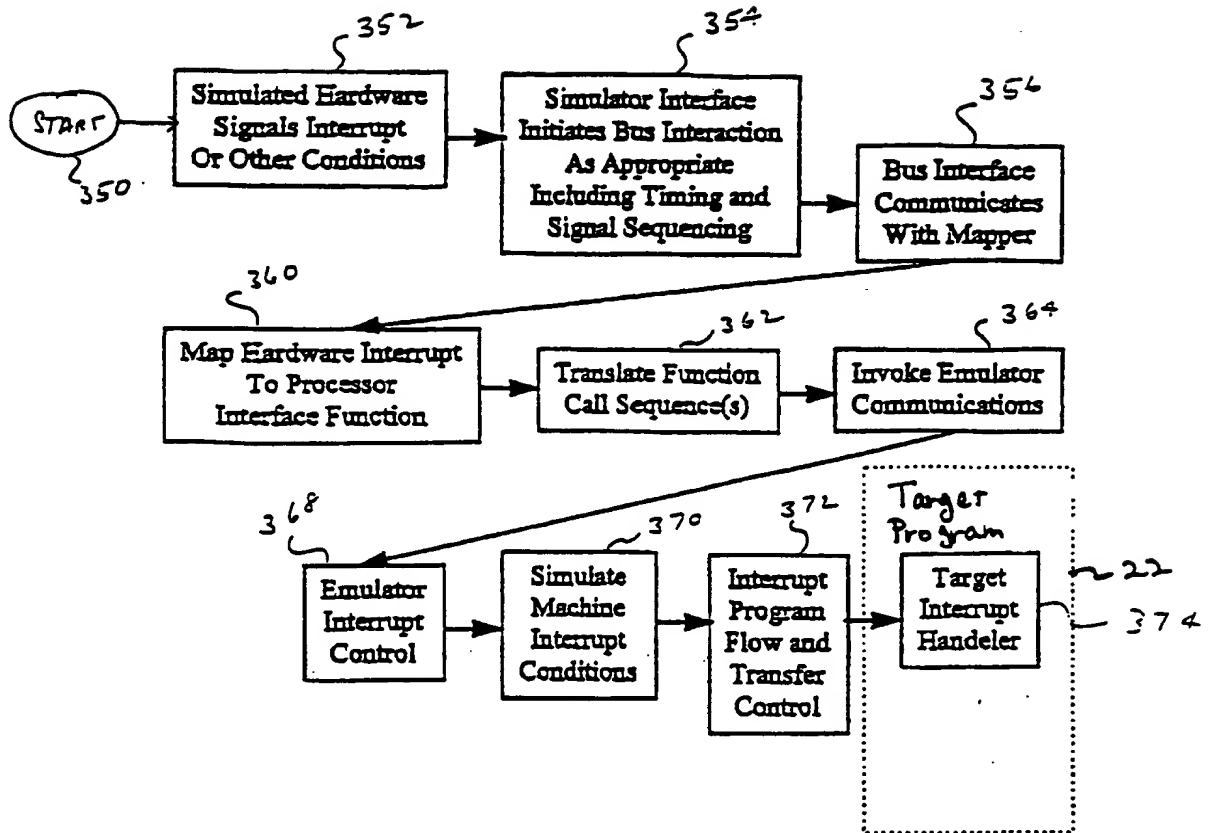 352
354
START
350
Simulated Hardware
Signals Interrupt
Or Other Conditions
Simulator Interface
Initiates Bus Interaction
As Appropriate
Including Timing and
Signal Sequencing
356
Bus Interface
Communicates
With Mapper
360
Map Hardware Interrupt
To Processor
Interface Function
362
Translate Function
Call Sequence(s)
364
Invoke Emulator
Communications
368
Emulator
Interrupt
Control
370
Simulate
Machine
Interrupt
Conditions
372
Interrupt
Program
Flow and
Transfer
Control
Target
Program
Target
Interrupt
Handeler
22
374